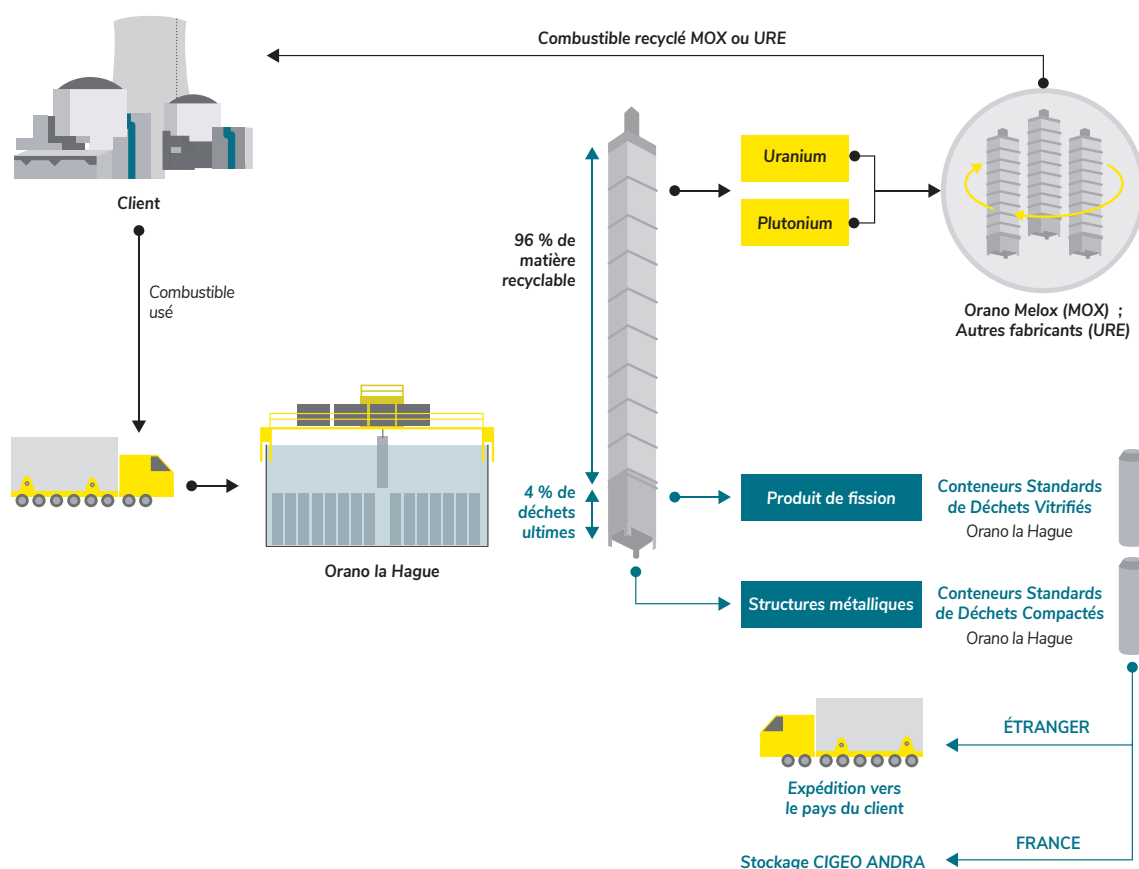 Combustible recyclé MOX ou URE
Client
Combustible
usé
Orano la Hague
96 % de
matière
recyclable
4 % de
déchets
ultimes
Uranium
Plutonium
Orano Melox (MOX) ;
Autres fabricants (URE)
Produit de fission
Conteneurs Standards
de Déchets Vitrifiés
Orano la Hague
Structures métalliques
Conteneurs Standards
de Déchets Compactés
Orano la Hague
ÉTRANGER
Expédition vers
le pays du client
FRANCE
Stockage CIGEO ANDRA